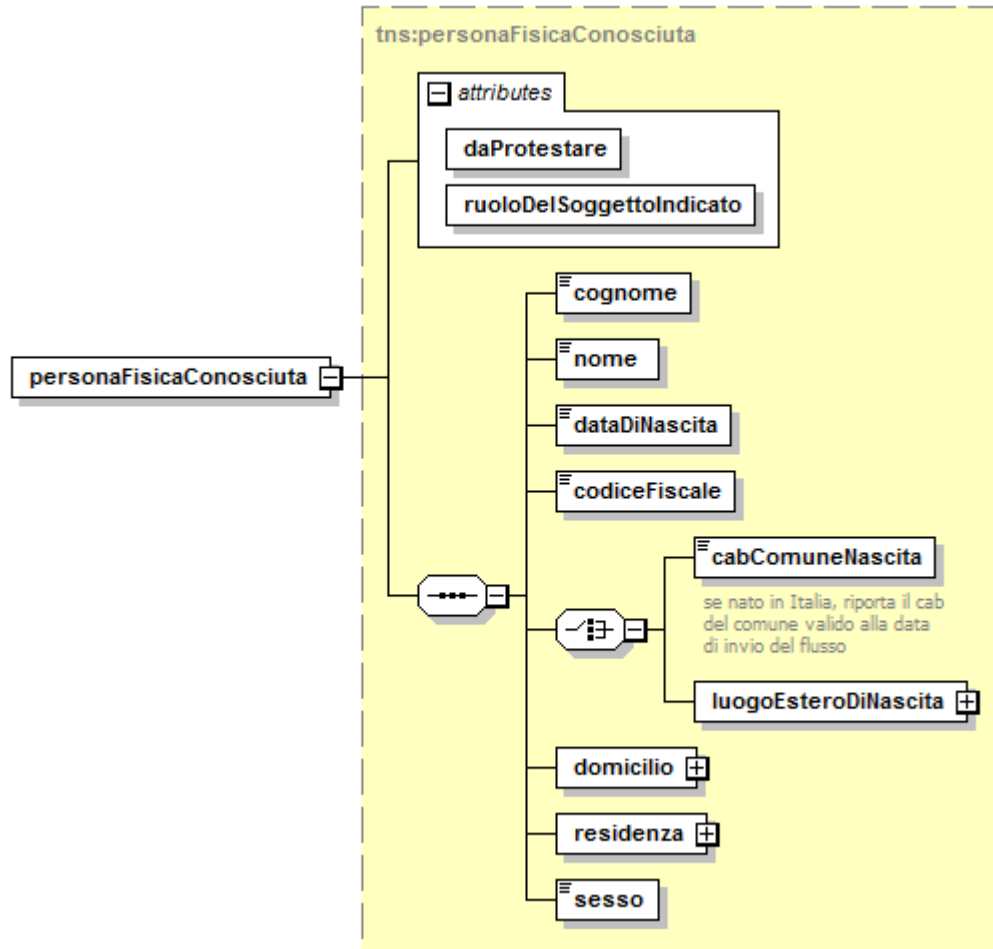 tns:personaFisicaConosciuta
attributes
daProtestare
ruoloDelSoggettoIndicato
cognome
nome
personaFisicaConosciuta
dataDiNascita
codiceFiscale
cabComuneNascita
se nato in Italia, riporta il cab
del comune valido alla data
di invio del flusso
luogoEsteroDiNascita
domicilio
residenza
sesso